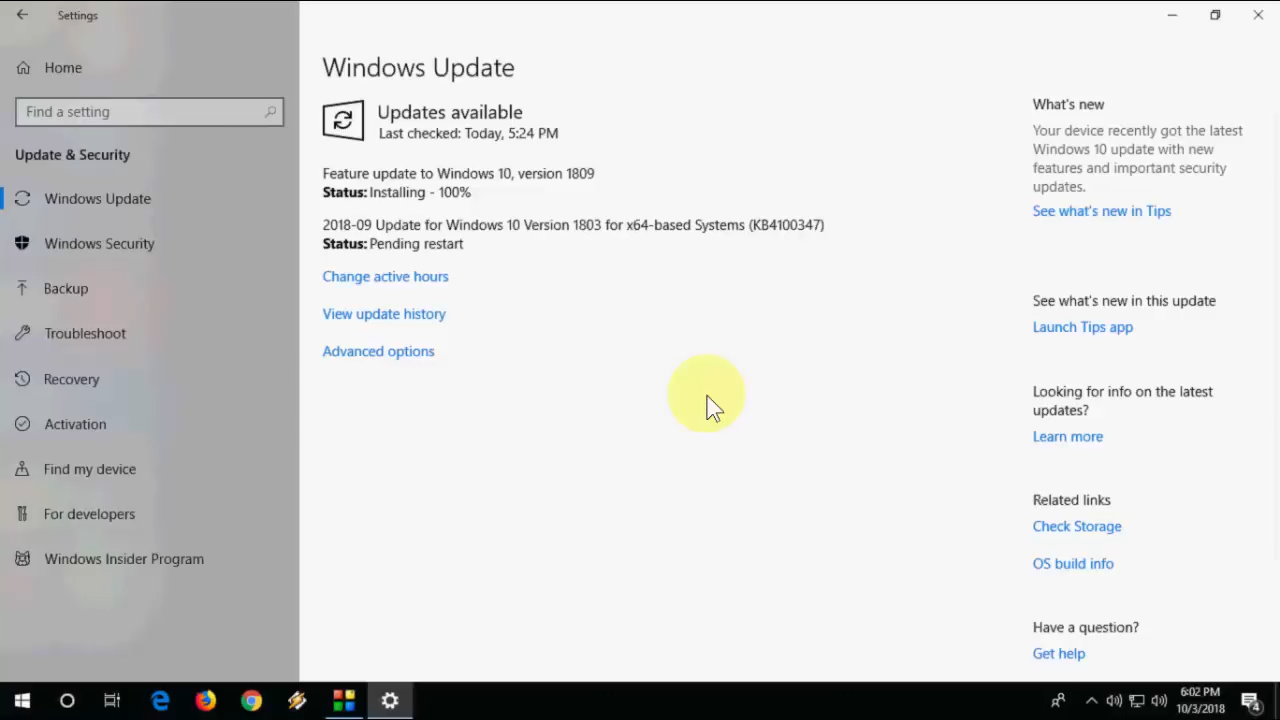 Settings
Home
Find a setting
Update & Security
Windows Update
Windows Security
Backup
Troubleshoot
Recovery
Activation
Find my device
For developers
Windows Insider Program
Windows Update
Updates available
Last checked: Today, 5:24 PM
Feature update to Windows 10, version 1809
Status: Installing - 100%
2018-09 Update for Windows 10 Version 1803 for x64-based Systems (KB4100347)
Status: Pending restart
Change active hours
View update history
Advanced options
What's new
Your device recently got the latest
Windows 10 update with new
features and important security
updates.
See what's new in Tips
See what's new in this update
Launch Tips app
Looking for info on the latest
updates?
Learn more
Related links
Check Storage
OS build info
Have a question?
Get help
6:02 PM
10/3/2018
4